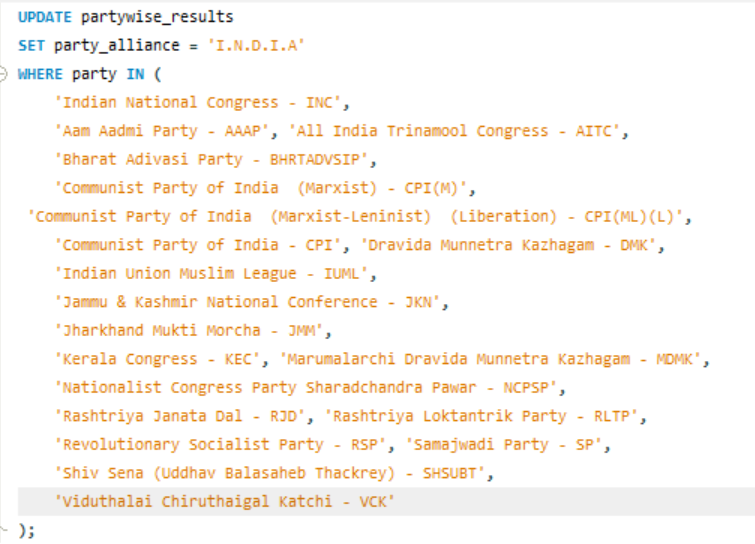 UPDATE partywise_results
SET party_alliance = 'I.N.D.I.A'
WHERE party IN (
    'Indian National Congress - INC',
    'Aam Aadmi Party - AAAP', 'All India Trinamool Congress - AITC',
    'Bharat Adivasi Party - BHRTADVSIP',
    'Communist Party of India  (Marxist) - CPI(M)',
 'Communist Party of India  (Marxist-Leninist)  (Liberation) - CPI(ML)(L)',
    'Communist Party of India - CPI', 'Dravida Munnetra Kazhagam - DMK',
    'Indian Union Muslim League - IUML',
    'Jammu & Kashmir National Conference - JKN',
    'Jharkhand Mukti Morcha - JMM',
    'Kerala Congress - KEC', 'Marumalarchi Dravida Munnetra Kazhagam - MDMK',
    'Nationalist Congress Party Sharadchandra Pawar - NCPSP',
    'Rashtriya Janata Dal - RJD', 'Rashtriya Loktantrik Party - RLTP',
    'Revolutionary Socialist Party - RSP', 'Samajwadi Party - SP',
    'Shiv Sena (Uddhav Balasaheb Thackrey) - SHSUBT',
    'Viduthalai Chiruthaigal Katchi - VCK'
);